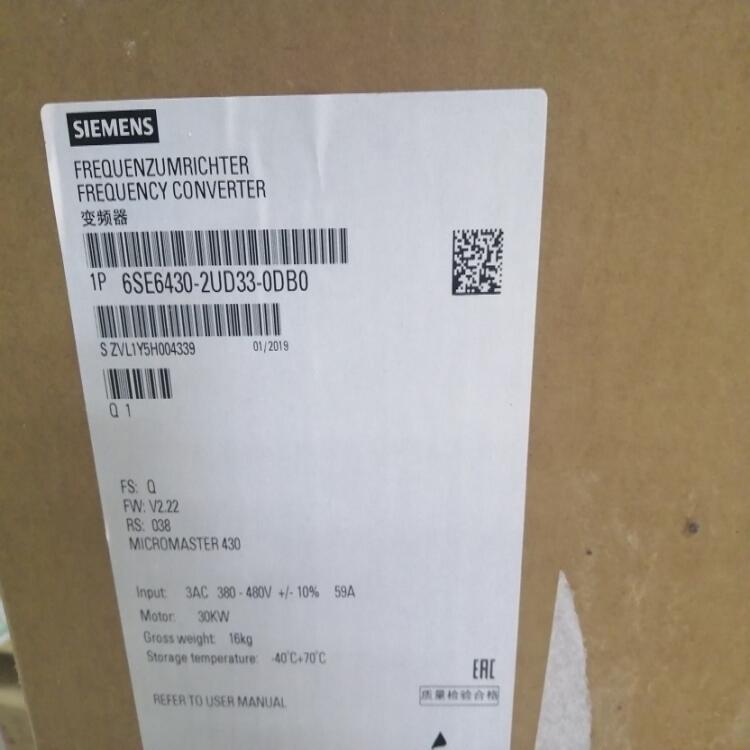 SIEMENS
FREQUENZUMRICHTER
FREQUENCY CONVERTER
变频器
1P 6SE6430-2UD33-0DB0
S ZVL1Y5H004339 01/2019
Q 1
FS: Q
FW: V2.22
RS: 038
MICROMASTER 430
Input: 3AC 380 - 480V +/- 10% 59A
Motor: 30KW
Gross weight: 16kg
Storage temperature: -40°C+70°C
EAC
REFER TO USER MANUAL
质量检验合格